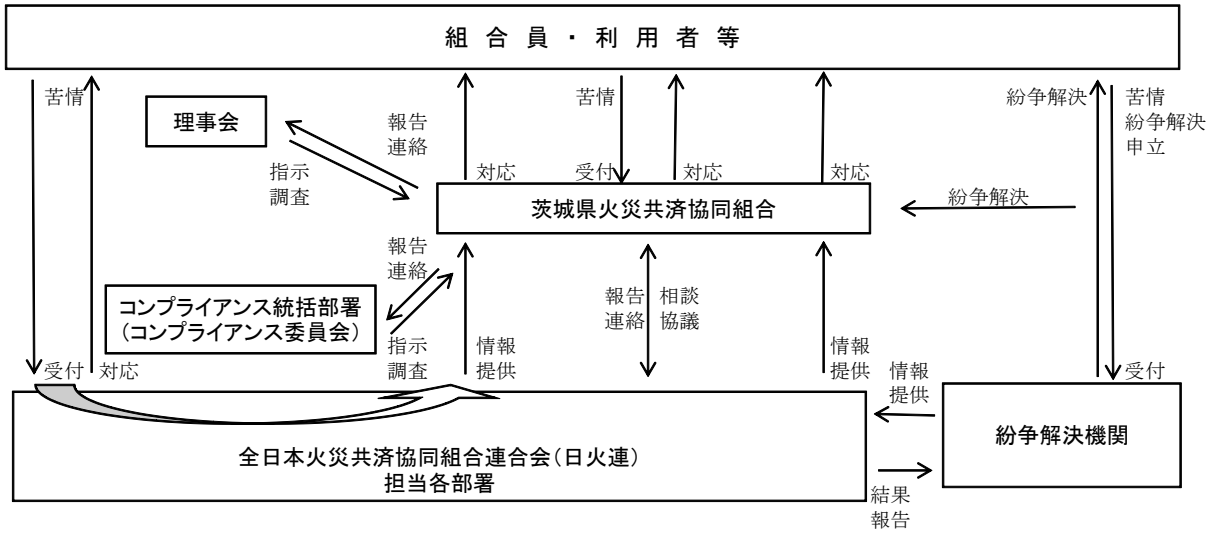 組 合 員 ・ 利 用 者 等
苦情
理事会
報告
連絡
苦情
紛争解決
苦情
紛争解決
申立
指示
調査
対応
受付
対応
対応
茨城県火災共済協同組合
紛争解決
報告
連絡
コンプライアンス統括部署
(コンプライアンス委員会)
報告
連絡
相談
協議
指示
調査
情報
提供
情報
提供
受付
対応
情報
提供
受付
紛争解決機関
全日本火災共済協同組合連合会(日火連)
担当各部署
結果
報告